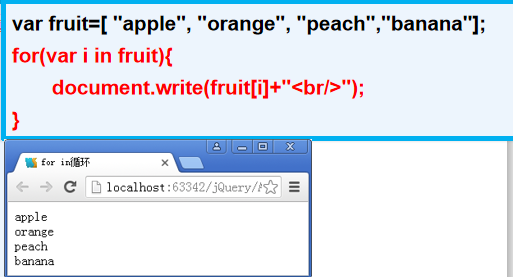 var fruit=[ "apple", "orange", "peach","banana"];
for(var i in fruit){
document.write(fruit[i]+"<br/>");
}
for in循环
localhost:63342/jQuery/
apple
orange
peach
banana